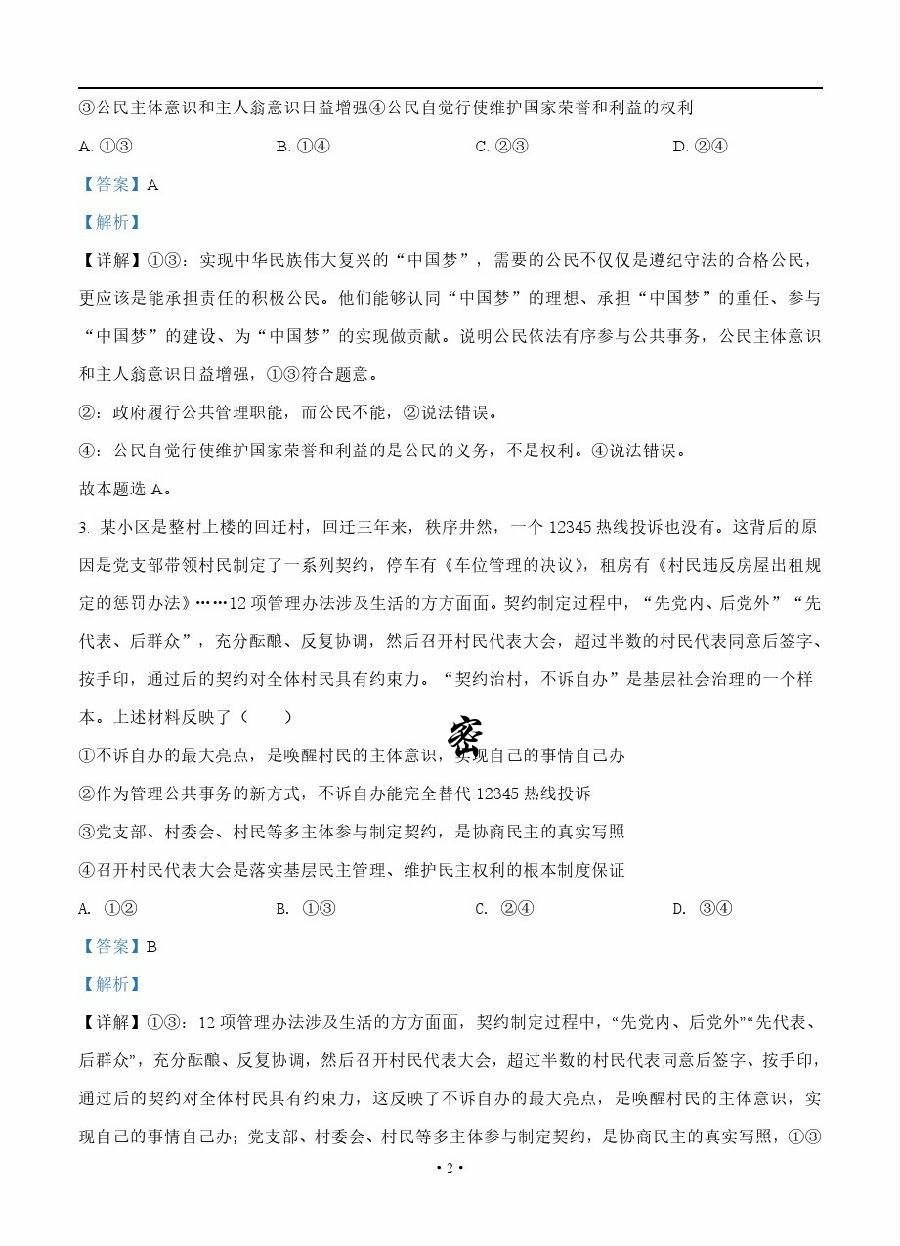 ③公民主体意识和主人翁意识日益增强④公民自觉行使维护国家荣誉和利益的权利
A. ①③ B. ①④ C. ②③ D. ②④
【答案】A
【解析】
【详解】①③：实现中华民族伟大复兴的“中国梦”，需要的公民不仅仅是遵纪守法的合格公民，
更应该是能承担责任的积极公民。他们能够认同“中国梦”的理想、承担“中国梦”的重任、参与
“中国梦”的建设、为“中国梦”的实现做贡献。说明公民依法有序参与公共事务，公民主体意识
和主人翁意识日益增强，①③符合题意。
②：政府履行公共管理职能，而公民不能，②说法错误。
④：公民自觉行使维护国家荣誉和利益的是公民的义务，不是权利。④说法错误。
故本题选A。
3. 某小区是整村上楼的回迁村，回迁三年来，秩序井然，一个12345热线投诉也没有。这背后的原
因是党支部带领村民制定了一系列契约，停车有《车位管理的决议》，租房有《村民违反房屋出租规
定的惩罚办法》……12项管理办法涉及生活的方方面面。契约制定过程中，“先党内、后党外”“先
代表、后群众”，充分酝酿、反复协调，然后召开村民代表大会，超过半数的村民代表同意后签字、
按手印，通过后的契约对全体村民具有约束力。“契约治村，不诉自办”是基层社会治理的一个样
本。上述材料反映了（　　）
密
①不诉自办的最大亮点，是唤醒村民的主体意识，实现自己的事情自己办
②作为管理公共事务的新方式，不诉自办能完全替代12345热线投诉
③党支部、村委会、村民等多主体参与制定契约，是协商民主的真实写照
④召开村民代表大会是落实基层民主管理、维护民主权利的根本制度保证
A. ①② B. ①③ C. ②④ D. ③④
【答案】B
【解析】
【详解】①③：12项管理办法涉及生活的方方面面，契约制定过程中，“先党内、后党外”“先代表、
后群众”，充分酝酿、反复协调，然后召开村民代表大会，超过半数的村民代表司意后签字、按手印，
通过后的契约对全体村民具有约束力，这反映了不诉自办的最大亮点，是唤醒村民的主体意识，实
现自己的事情自己办；党支部、村委会、村民等多主体参与制定契约，是协商民主的真实写照，①③
·2·